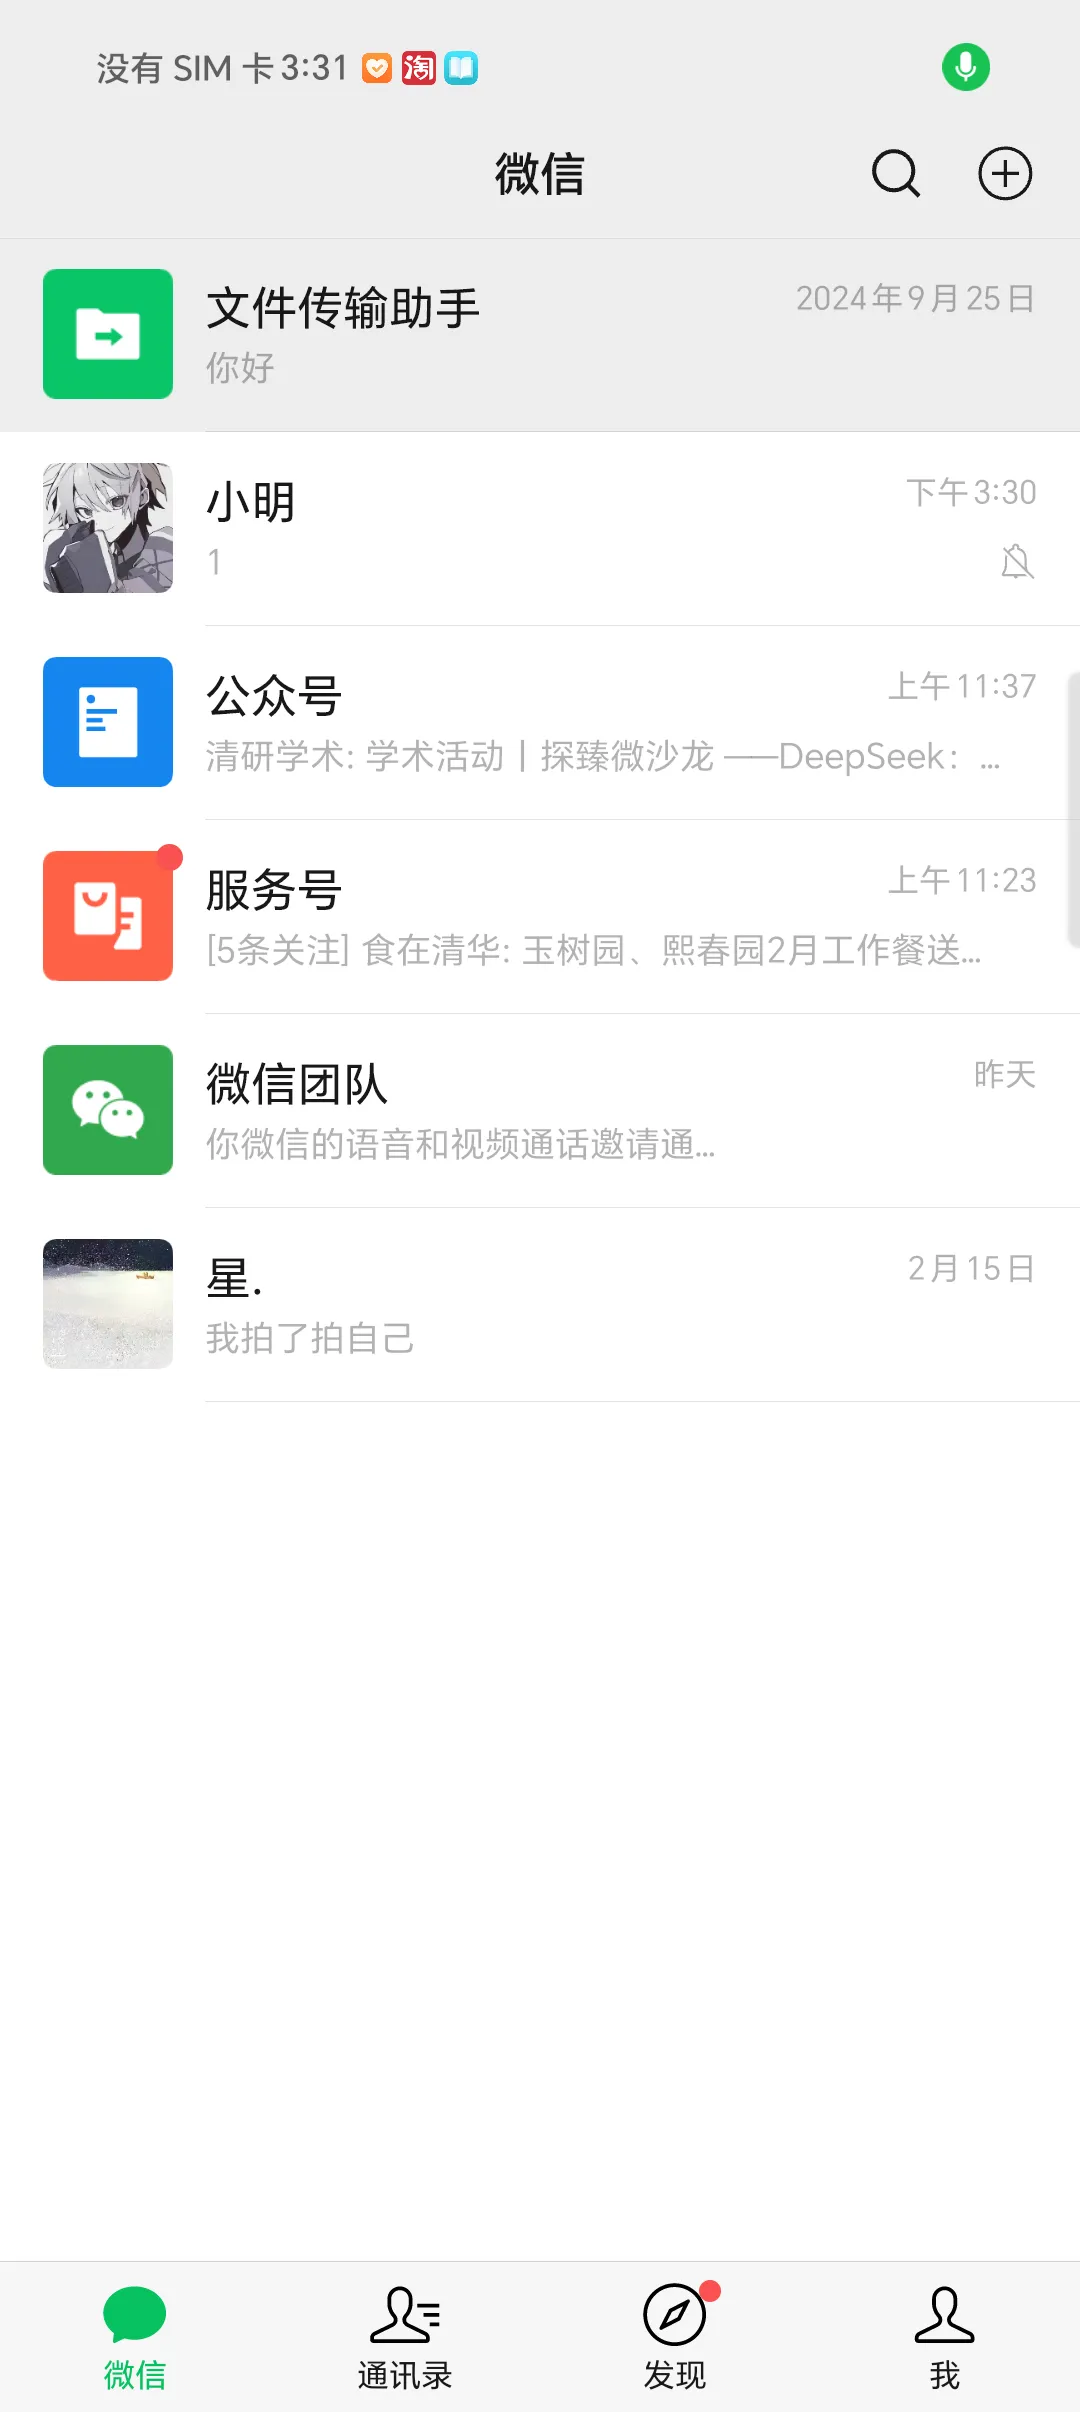 没有 SIM 卡 3:31 淘
微信
文件传输助手 2024年9月25日
你好
小明 下午3:30
1
公众号 上午11:37
清研学术: 学术活动丨探臻微沙龙 ——DeepSeek：...
服务号 上午11:23
[5条关注] 食在清华: 玉树园、熙春园2月工作餐送...
微信团队 昨天
你微信的语音和视频通话邀请通...
星. 2月15日
我拍了拍自己
微信 通讯录 发现 我